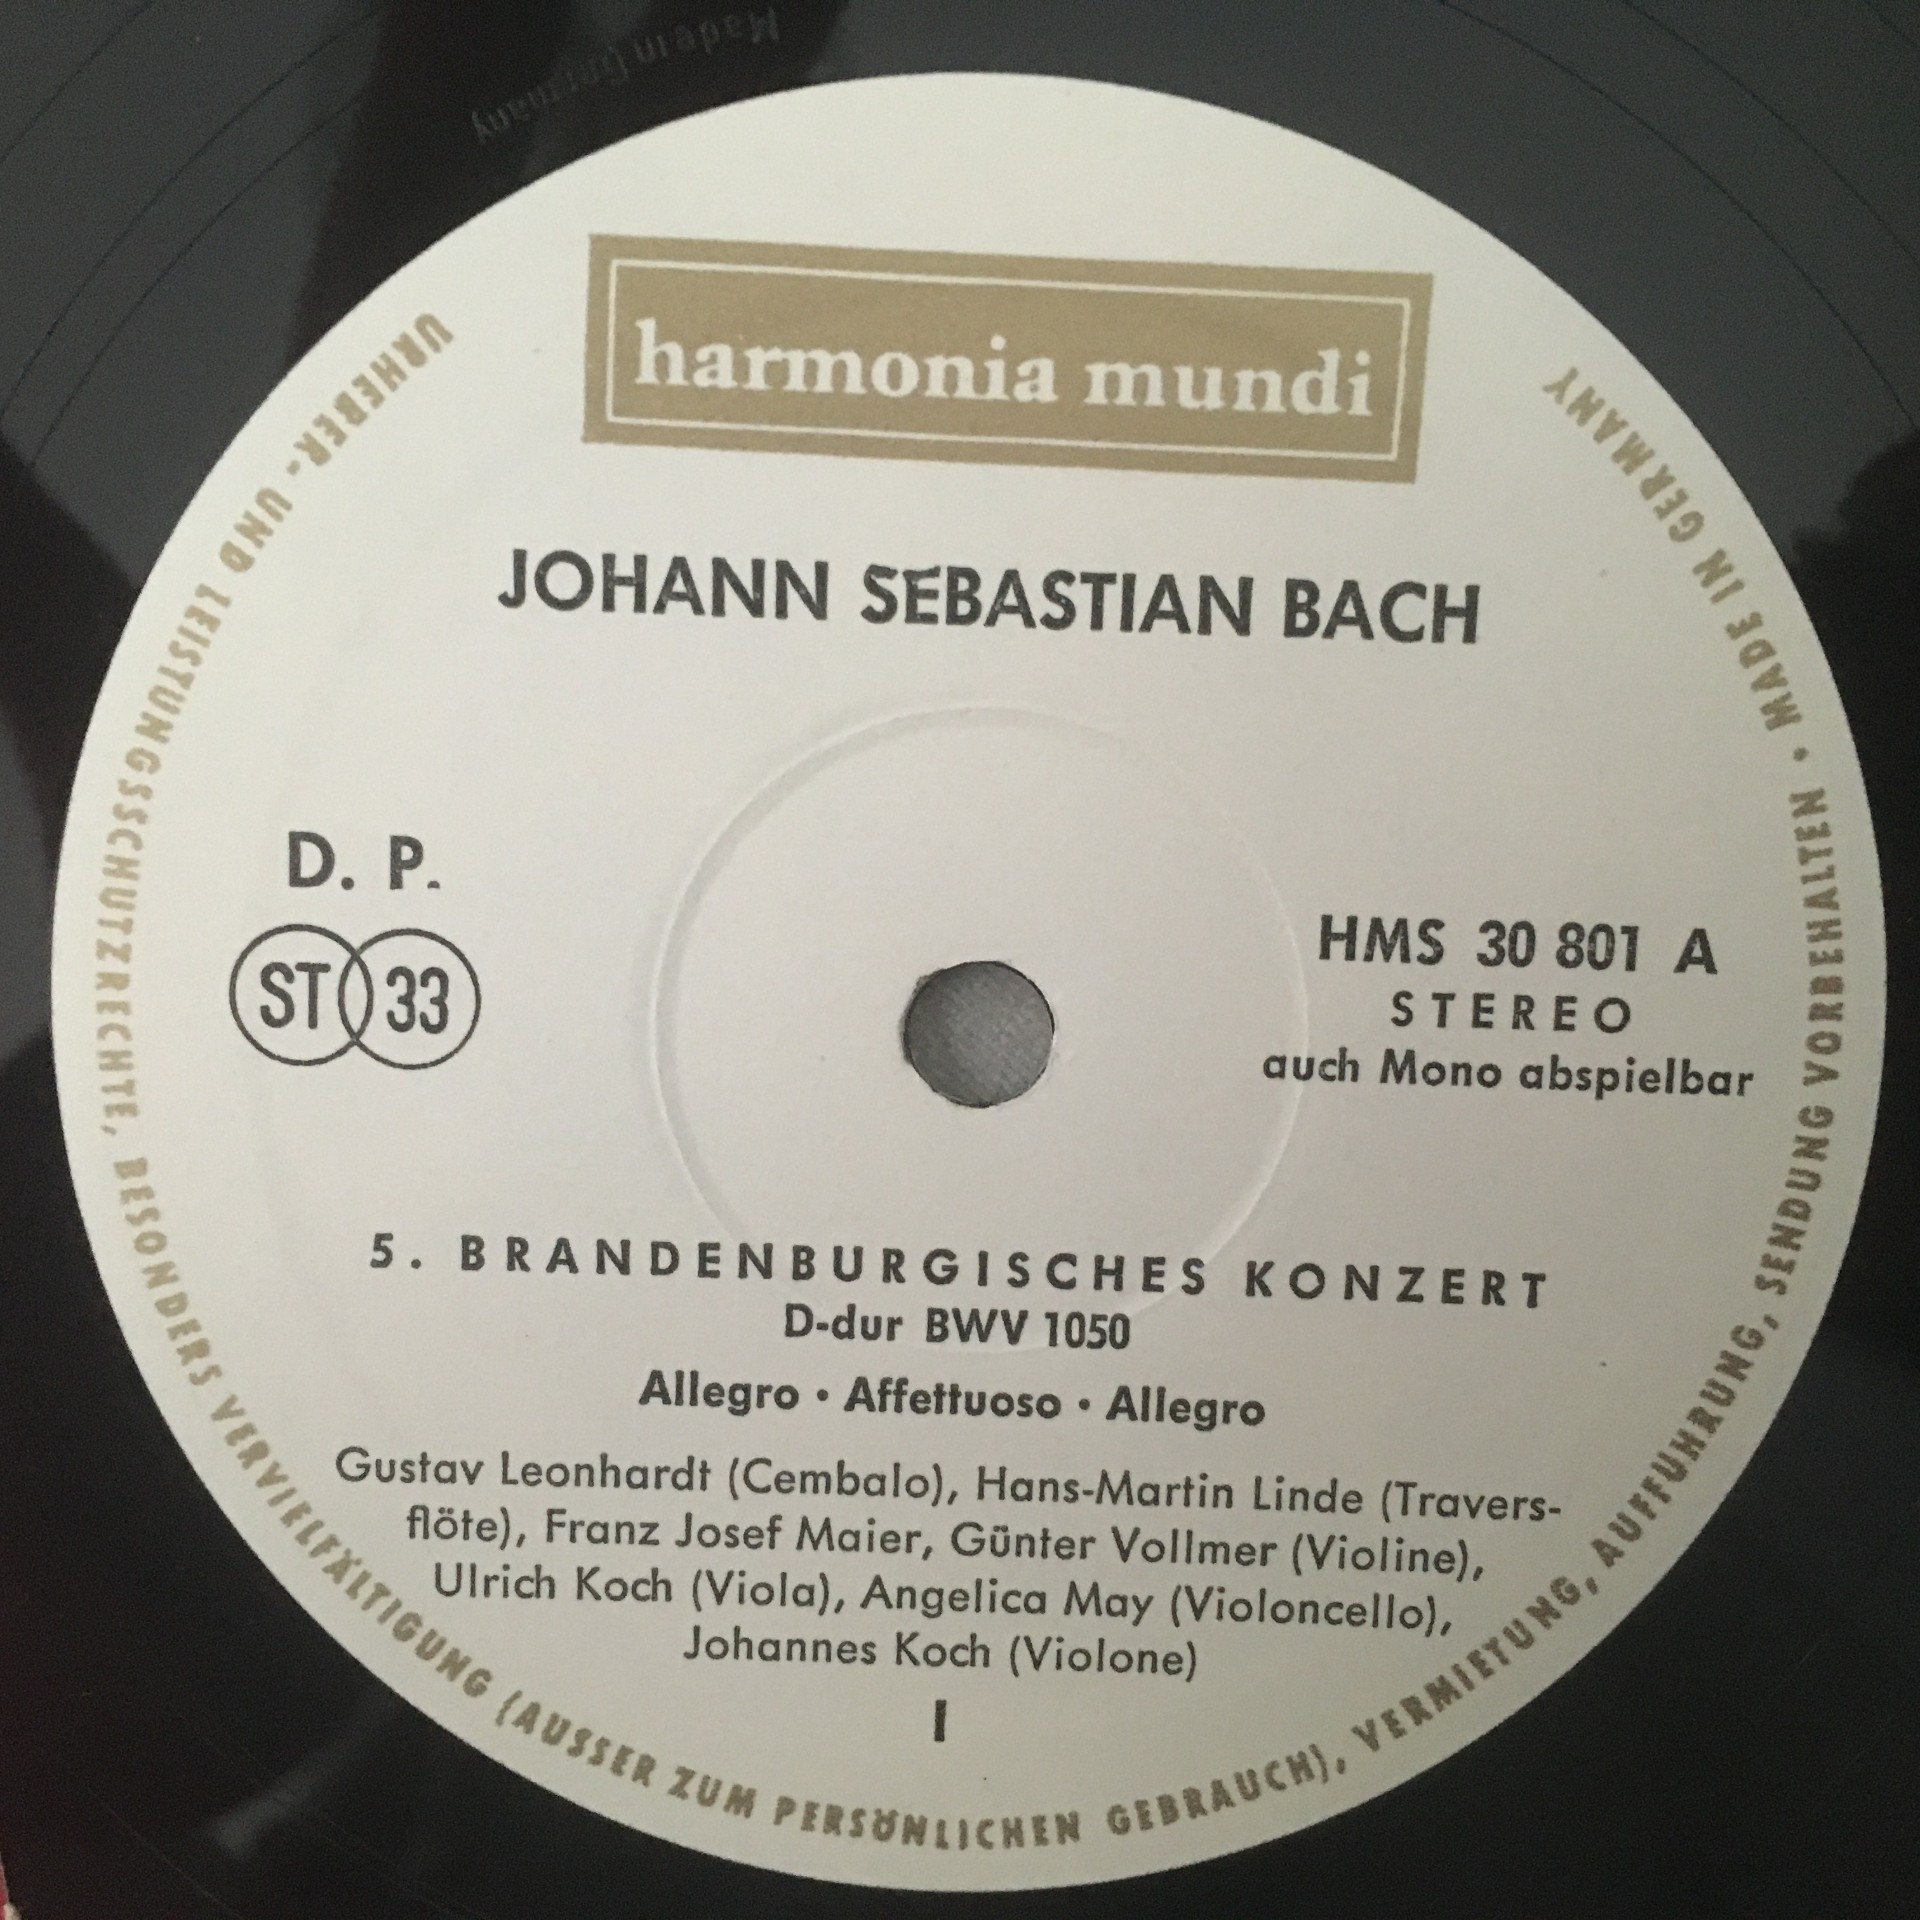 Made in Germany
harmonia mundi
JOHANN SEBASTIAN BACH
D. P.
ST 33
HMS 30 801 A
STEREO
auch Mono abspielbar
5. BRANDENBURGISCHES KONZERT
D-dur BWV 1050
Allegro • Affettuoso • Allegro
Gustav Leonhardt (Cembalo), Hans-Martin Linde (Travers-
flöte), Franz Josef Maier, Günter Vollmer (Violine),
Ulrich Koch (Viola), Angelica May (Violoncello),
Johannes Koch (Violone)
I
URHEBER- UND LEISTUNGSSCHUTZRECHTE, BESONDERS VERVIELFÄLTIGUNG (AUSSER ZUM PERSÖNLICHEN GEBRAUCH), VERMIETUNG, AUFFÜHRUNG, SENDUNG VORBEHALTEN • MADE IN GERMANY